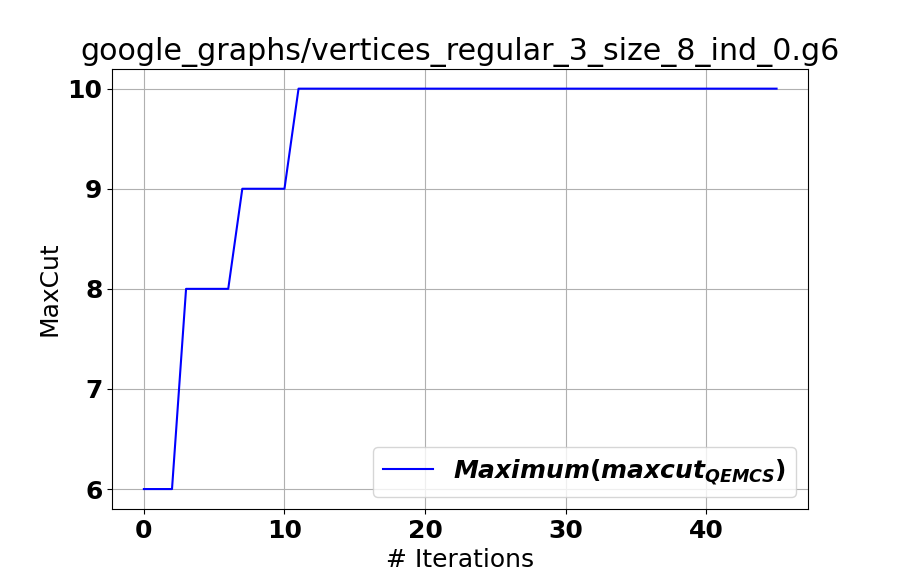 google_graphs/vertices_regular_3_size_8_ind_0.g6
10
9
8
7
6
MaxCut
Maximum(maxcut_QEMCS)
0 10 20 30 40
# Iterations